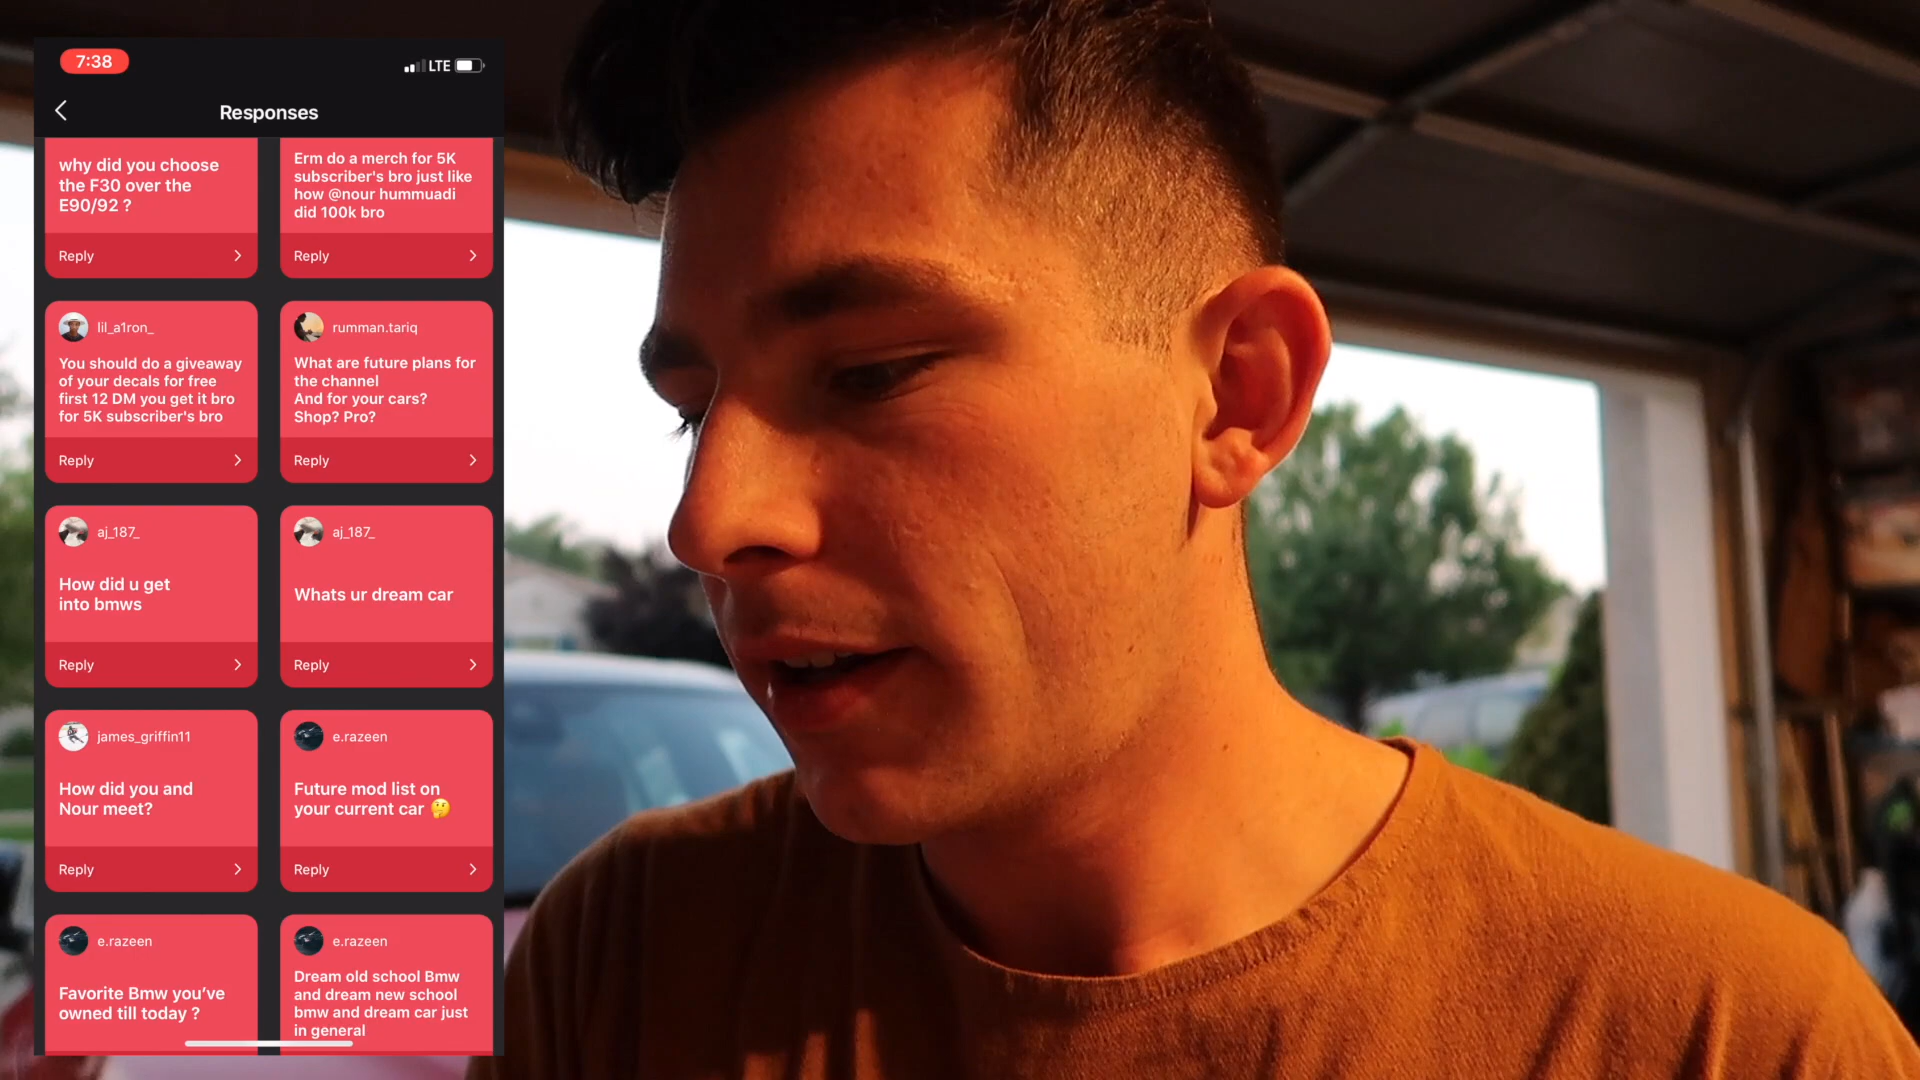 7:38
LTE
Responses
why did you choose
the F30 over the
E90/92 ?
Reply
Erm do a merch for 5K
subscriber's bro just like
how @nour hummuadi
did 100k bro
Reply
lil_a1ron_
You should do a giveaway
of your decals for free
first 12 DM you get it bro
for 5K subscriber's bro
Reply
rumman.tariq
What are future plans for
the channel
And for your cars?
Shop? Pro?
Reply
aj_187_
How did u get
into bmws
Reply
aj_187_
Whats ur dream car
Reply
james_griffin11
How did you and
Nour meet?
Reply
e.razeen
Future mod list on
your current car 🤔
Reply
e.razeen
Favorite Bmw you’ve
owned till today ?
e.razeen
Dream old school Bmw
and dream new school
bmw and dream car just
in general